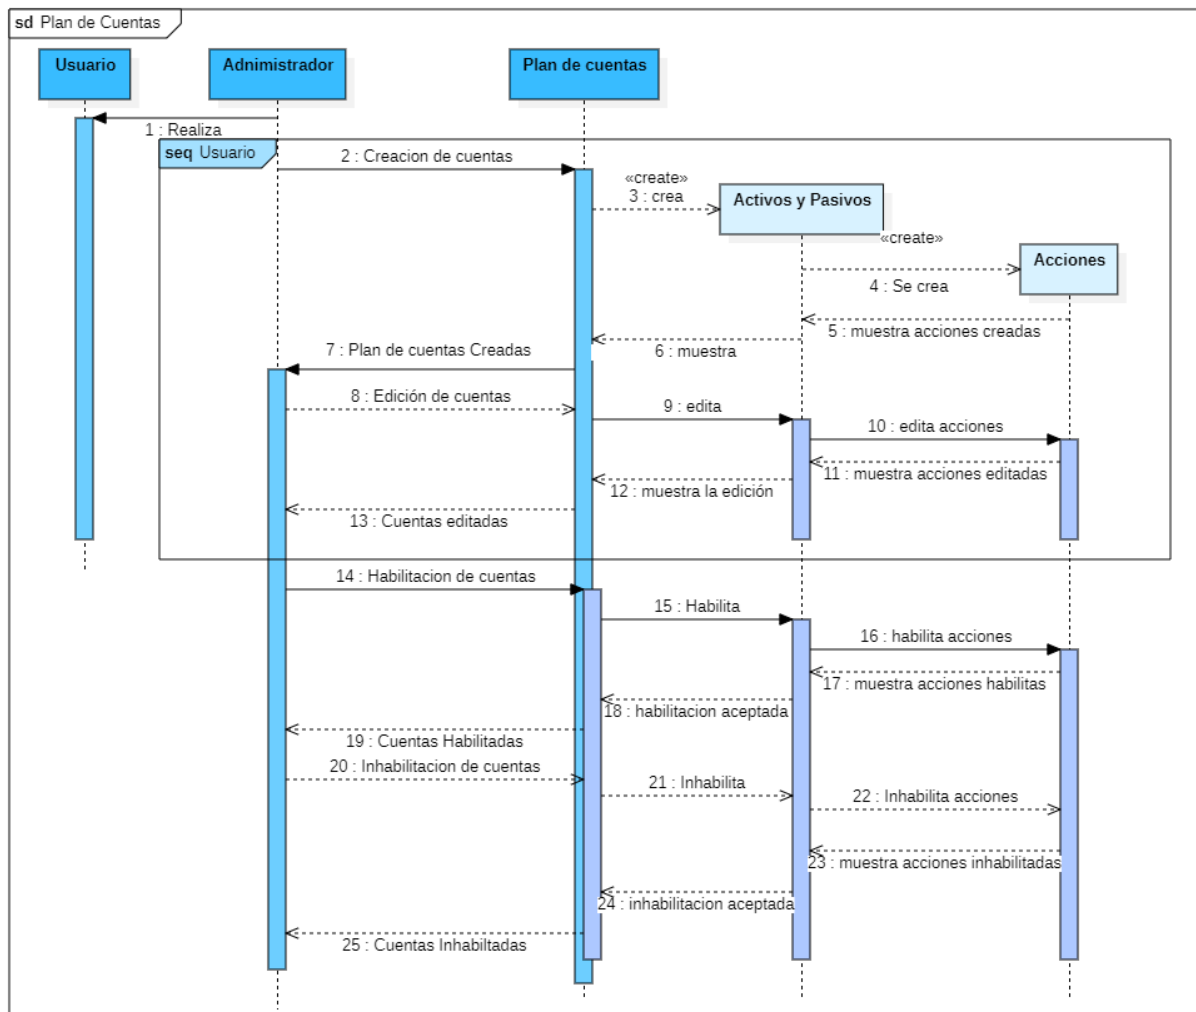 sd Plan de Cuentas
Usuario
Adnimistrador
Plan de cuentas
1 : Realiza
seq Usuario
2 : Creacion de cuentas
«create»
3 : crea
Activos y Pasivos
«create»
4 : Se crea
Acciones
5 : muestra acciones creadas
6 : muestra
7 : Plan de cuentas Creadas
8 : Edición de cuentas
9 : edita
10 : edita acciones
11 : muestra acciones editadas
12 : muestra la edición
13 : Cuentas editadas
14 : Habilitacion de cuentas
15 : Habilita
16 : habilita acciones
17 : muestra acciones habilitas
18 : habilitacion aceptada
19 : Cuentas Habilitadas
20 : Inhabilitacion de cuentas
21 : Inhabilita
22 : Inhabilita acciones
23 : muestra acciones inhabilitadas
24 : inhabilitacion aceptada
25 : Cuentas Inhabiltadas